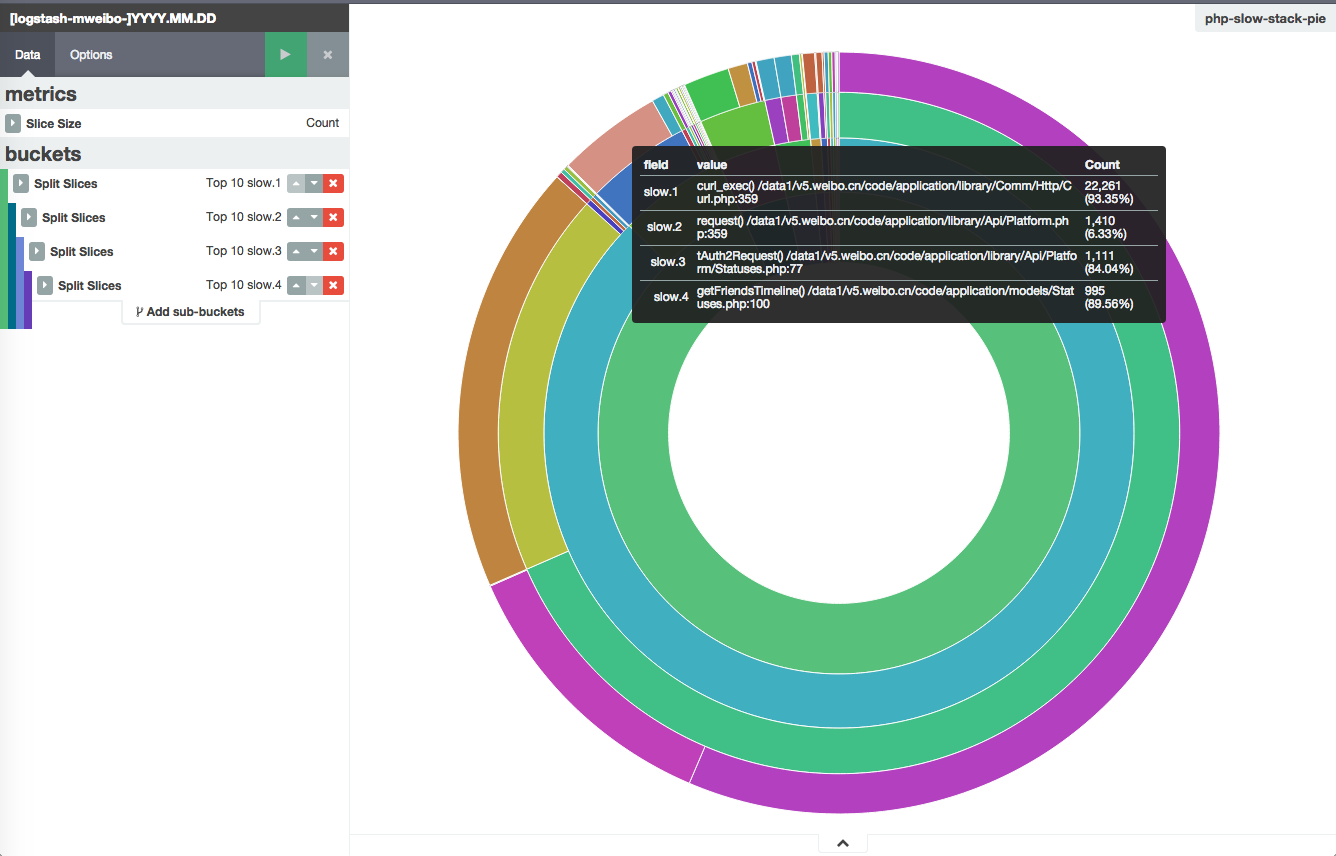 [logstash-mweibo-]YYYY.MM.DD
php-slow-stack-pie
Data Options
metrics
Slice Size Count
buckets
Split Slices Top 10 slow.1
Split Slices Top 10 slow.2
Split Slices Top 10 slow.3
Split Slices Top 10 slow.4
Add sub-buckets
field value Count
slow.1 curl_exec() /data1/v5.weibo.cn/code/application/library/Comm/Http/C 22,261
url.php:359 (93.35%)
slow.2 request() /data1/v5.weibo.cn/code/application/library/Api/Platform.ph 1,410
p:359 (6.33%)
slow.3 tAuth2Request() /data1/v5.weibo.cn/code/application/library/Api/Platfo 1,111
rm/Statuses.php:77 (84.04%)
slow.4 getFriendsTimeline() /data1/v5.weibo.cn/code/application/models/Stat 995
uses.php:100 (89.56%)